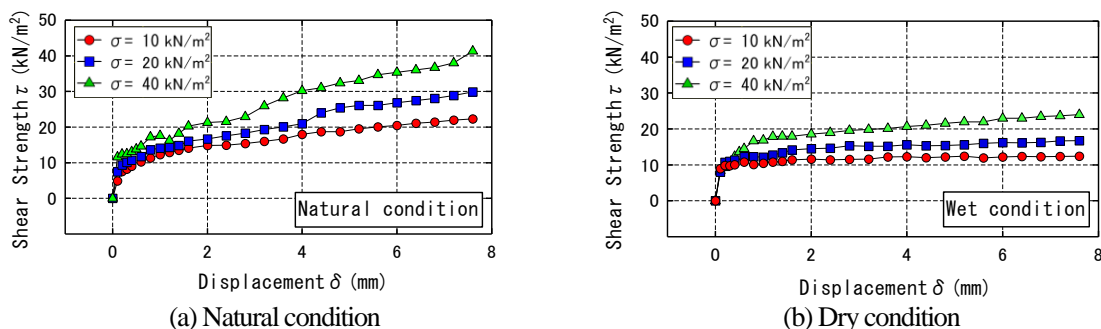 Shear Strength τ (kN/m²)
50
40
30
20
10
0
σ= 10 kN/m²
σ= 20 kN/m²
σ= 40 kN/m²
Natural condition
0 2 4 6 8
Displacement δ (mm)
(a) Natural condition
Shear Strength τ (kN/m²)
50
40
30
20
10
0
σ= 10 kN/m²
σ= 20 kN/m²
σ= 40 kN/m²
Wet condition
0 2 4 6 8
Displacement δ (mm)
(b) Dry condition